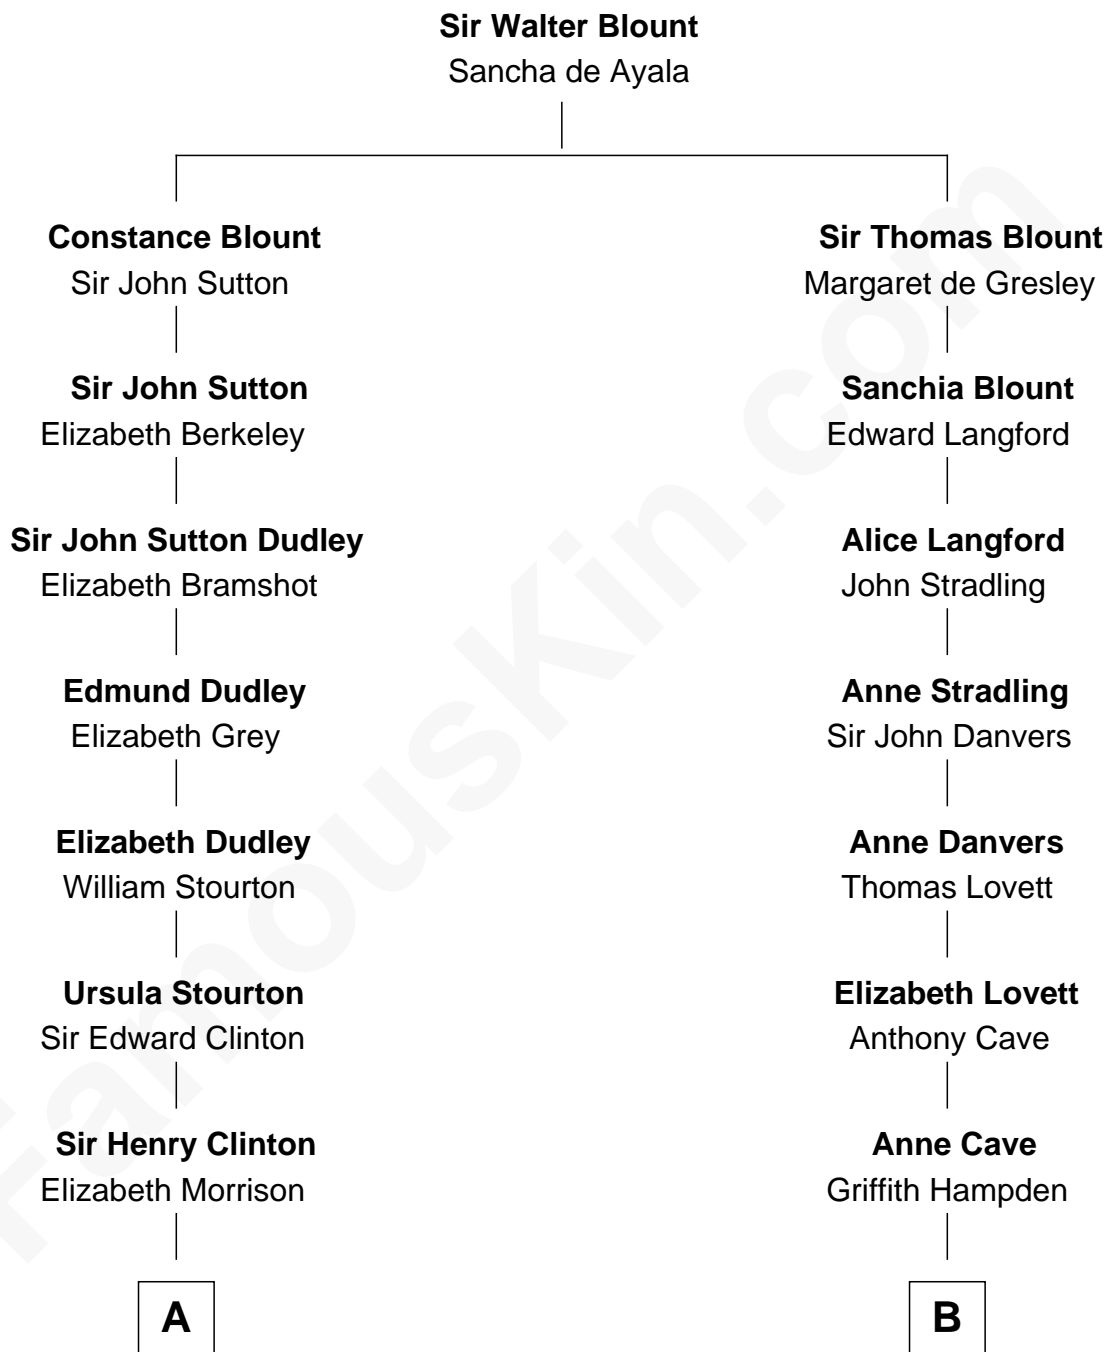 Sir Walter Blount
Sancha de Ayala
Constance Blount
Sir John Sutton
Sir Thomas Blount
Margaret de Gresley
Sir John Sutton
Elizabeth Berkeley
Sanchia Blount
Edward Langford
Sir John Sutton Dudley
Elizabeth Bramshot
Alice Langford
John Stradling
Edmund Dudley
Elizabeth Grey
Anne Stradling
Sir John Danvers
Elizabeth Dudley
William Stourton
Anne Danvers
Thomas Lovett
Ursula Stourton
Sir Edward Clinton
Elizabeth Lovett
Anthony Cave
Sir Henry Clinton
Elizabeth Morrison
Anne Cave
Griffith Hampden
A
B
FamousKin.com